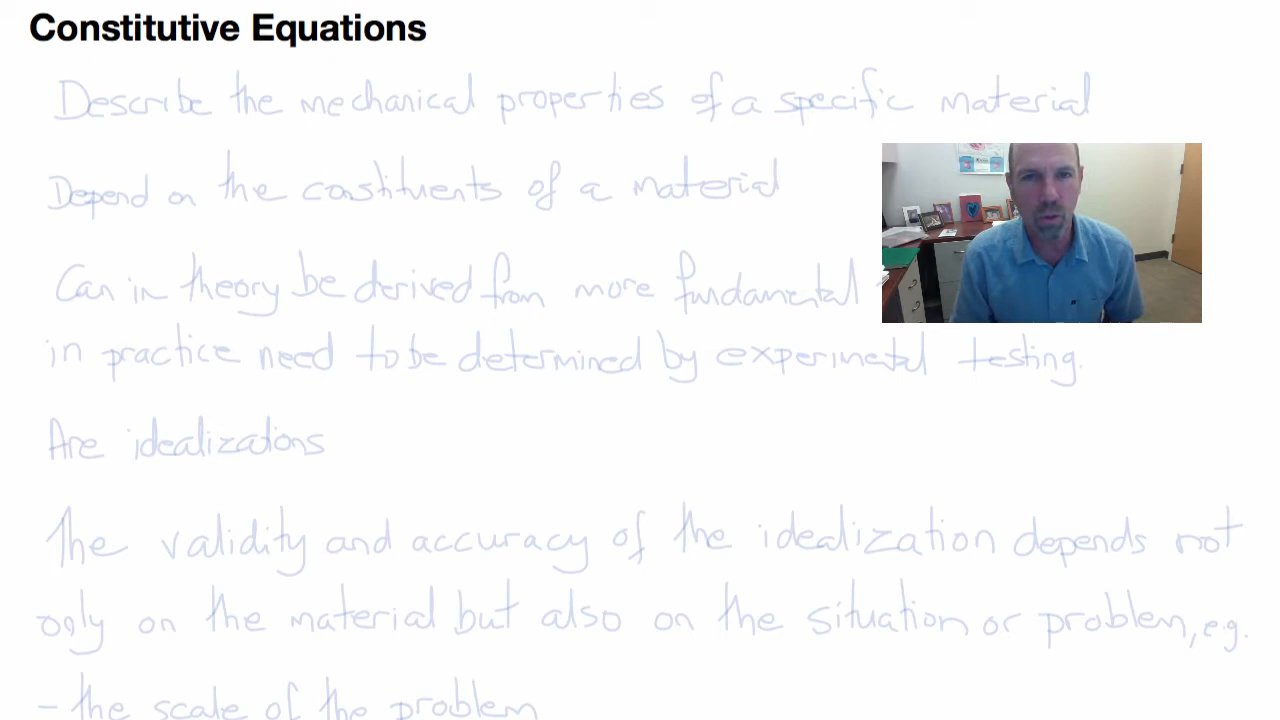 Constitutive Equations
Describe the mechanical properties of a specific material
Depend on the constituents of a material
Can in theory be derived from more fundamental
in practice need to be determined by experimental testing.
Are idealizations
The validity and accuracy of the idealization depends not
only on the material but also on the situation or problem, e.g.
- the scale of the problem